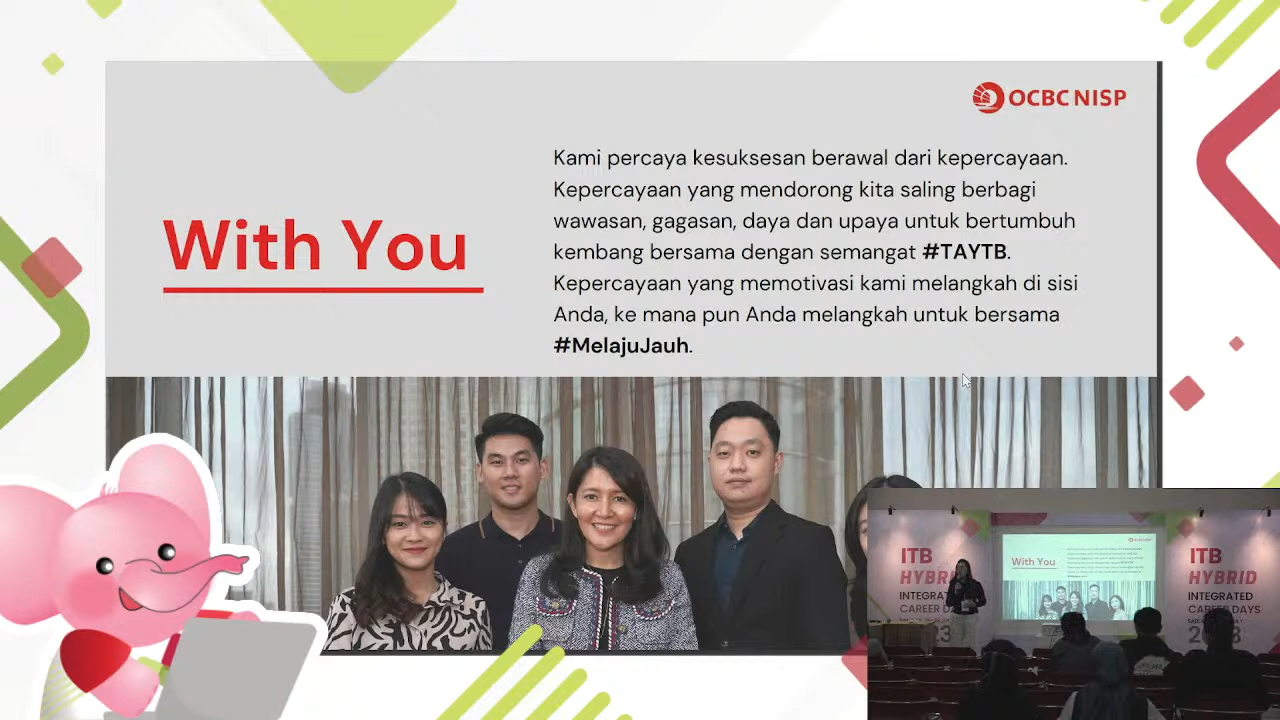 OCBC NISP
With You
Kami percaya kesuksesan berawal dari kepercayaan.
Kepercayaan yang mendorong kita saling berbagi
wawasan, gagasan, daya dan upaya untuk bertumbuh
kembang bersama dengan semangat #TAYTB.
Kepercayaan yang memotivasi kami melangkah di sisi
Anda, ke mana pun Anda melangkah untuk bersama
#MelajuJauh.
ITB
HYBRID
INTEGRATED
CAREER
With You
ITB
HYBRID
INTEGRATED
CAREER DAYS